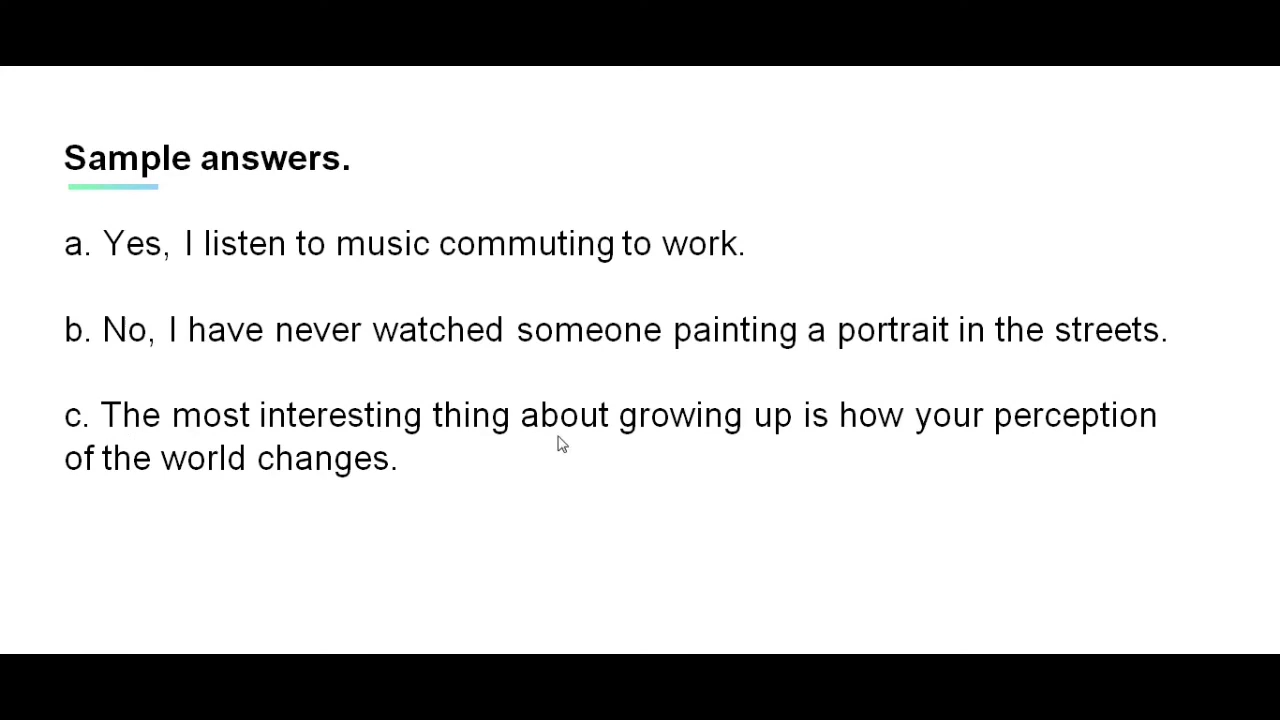 Sample answers.
a. Yes, I listen to music commuting to work.
b. No, I have never watched someone painting a portrait in the streets.
c. The most interesting thing about growing up is how your perception
of the world changes.